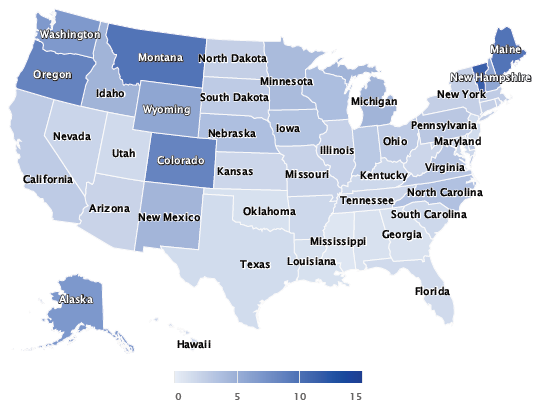 Washington
Maine
Montana
North Dakota
Oregon
Minnesota
New Hampshire
Idaho
South Dakota
New York
Michigan
Wyoming
Pennsylvania
Iowa
Nebraska
Nevada
Ohio
Maryland
Illinois
Utah
Colorado
Virginia
Kansas
Missouri
Kentucky
California
North Carolina
Tennessee
Arizona
New Mexico
Oklahoma
South Carolina
Georgia
Mississippi
Texas
Louisiana
Florida
Alaska
Hawaii
0 5 10 15